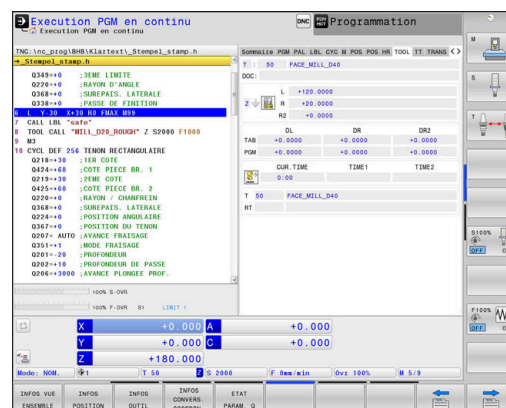 Execution PGM en continu
Execution PGM en continu
DNC
Programmation
TNC:\nc_prog\BHB\Klartext\_Stempel_stamp.h
→_Stempel_stamp.h
Q349=+0 ;3EME LIMITE
Q220=+0 ;RAYON D'ANGLE
Q368=+0 ;SUREPAIS. LATERALE
Q338=+0 ;PASSE DE FINITION
6 L Y-30 X+30 R0 FMAX M99
7 CALL LBL "safe"
8 TOOL CALL "MILL_D20_ROUGH" Z S2000 F1000
9 M3
10 CYCL DEF 256 TENON RECTANGULAIRE
Q218=+30 ;1ER COTE
Q424=+60 ;COTE PIECE BR. 1
Q219=+30 ;2EME COTE
Q425=+60 ;COTE PIECE BR. 2
Q220=+0 ;RAYON / CHANFREIN
Q368=+0 ;SUREPAIS. LATERALE
Q224=+0 ;POSITION ANGULAIRE
Q367=+0 ;POSITION DU TENON
Q207= AUTO ;AVANCE FRAISAGE
Q351=+1 ;MODE FRAISAGE
Q201=-20 ;PROFONDEUR
Q202=+10 ;PROFONDEUR DE PASSE
Q206=+3000 ;AVANCE PLONGEE PROF.
100% S-OVR
100% F-OVR S1 LIMIT 1
Sommaire PGM PAL LBL CYC M POS POS HR TOOL TT TRANS
T : 50 FACE_MILL_D40
DOC:
L +120.0000
Z R +20.0000
R2 +0.0000
DL DR DR2
TAB +0.0000 +0.0000 +0.0000
PGM +0.0000 +0.0000 +0.0000
CUR.TIME TIME1 TIME2
0:00
T 50 FACE_MILL_D40
RT
X +0.000 A +0.000
Y +0.000 C +0.000
Z +180.000
Mode: NOM. 1 T 50 Z S 2000 F 0mm/min Ovr 100% M 5/9
INFOS VUE ENSEMBLE
INFOS POSITION
INFOS OUTIL
INFOS CONVERS.
ETAT PARAM. Q
M
S
T
S100%
OFF
F100%
OFF